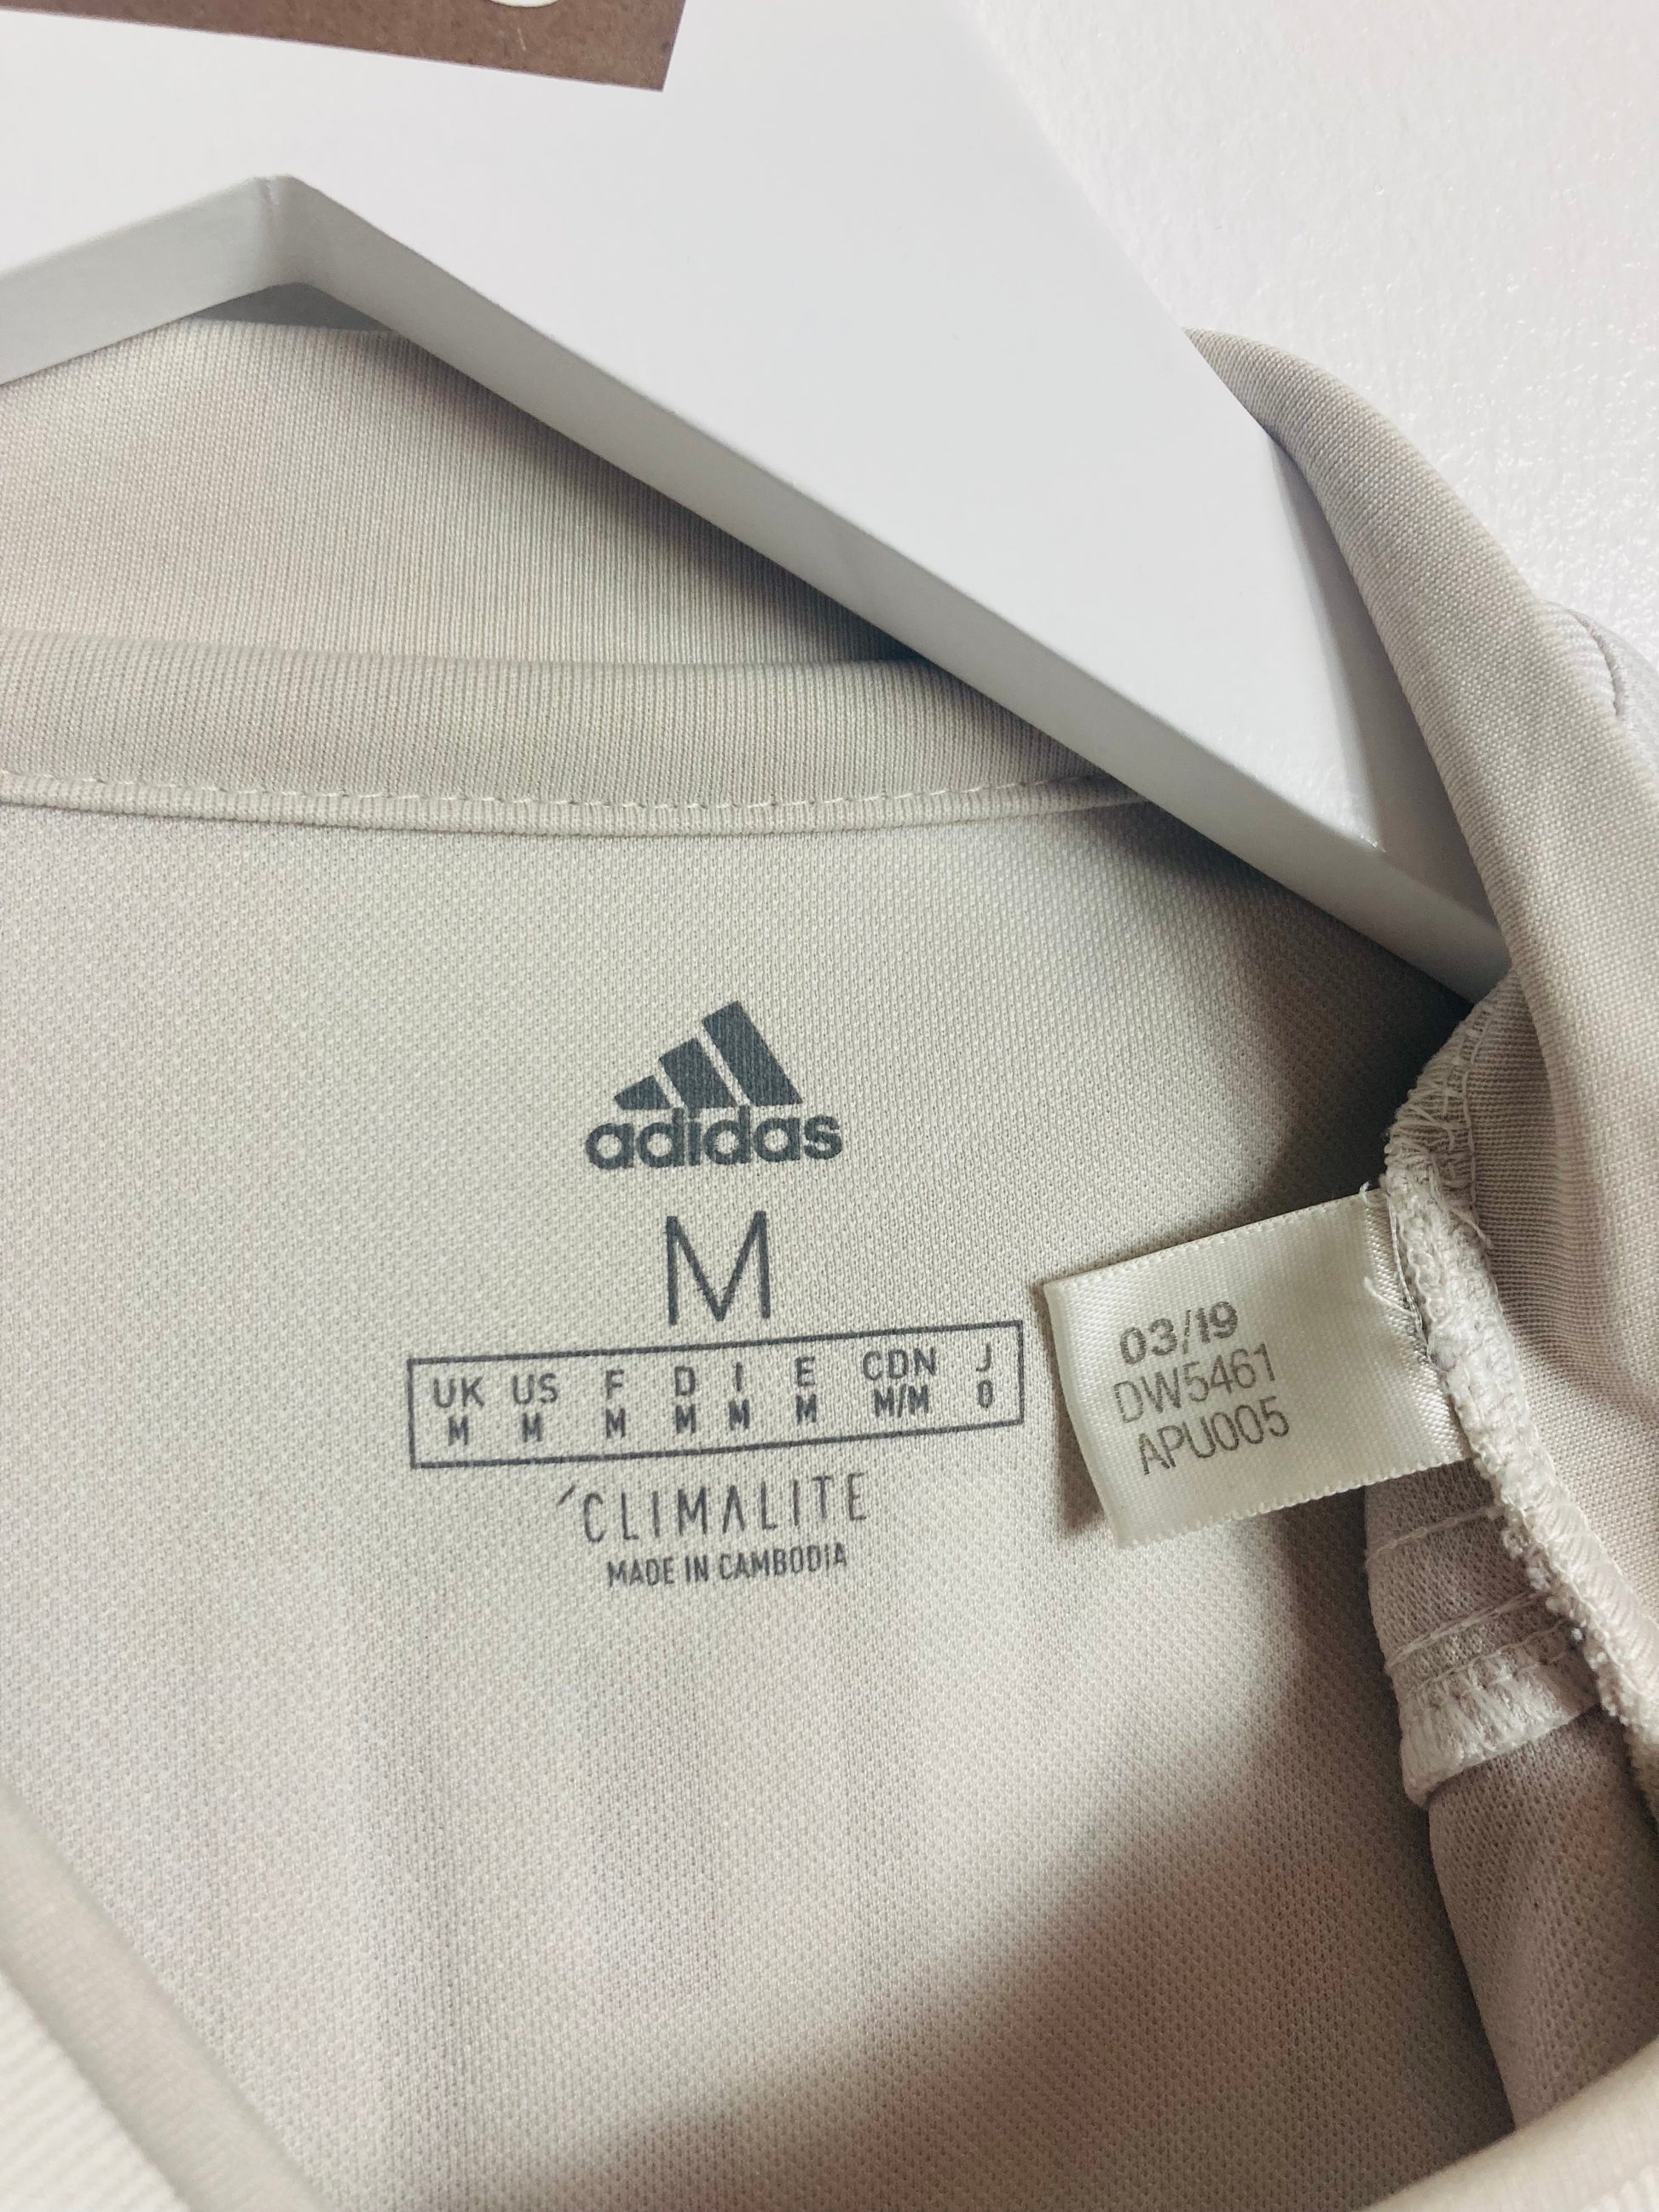 adidas
M
UK US F D I E CDN J
M M M M M M M/M O
CLIMALITE
MADE IN CAMBODIA
03/19
DW5461
APU005